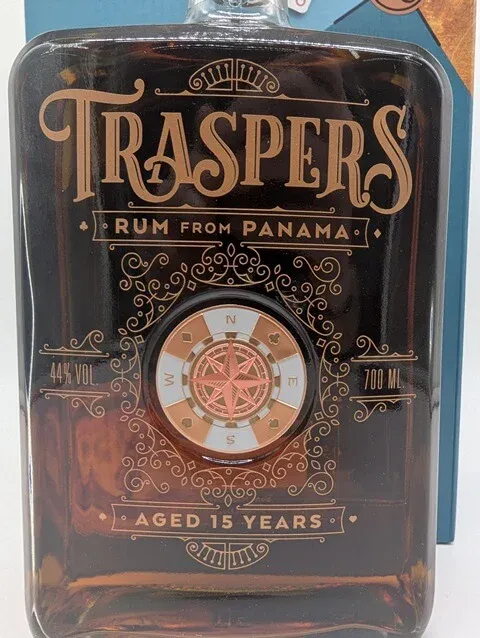 TRASPERS
RUM FROM PANAMA
N
44% VOL
W
E
700 ML
S
AGED 15 YEARS